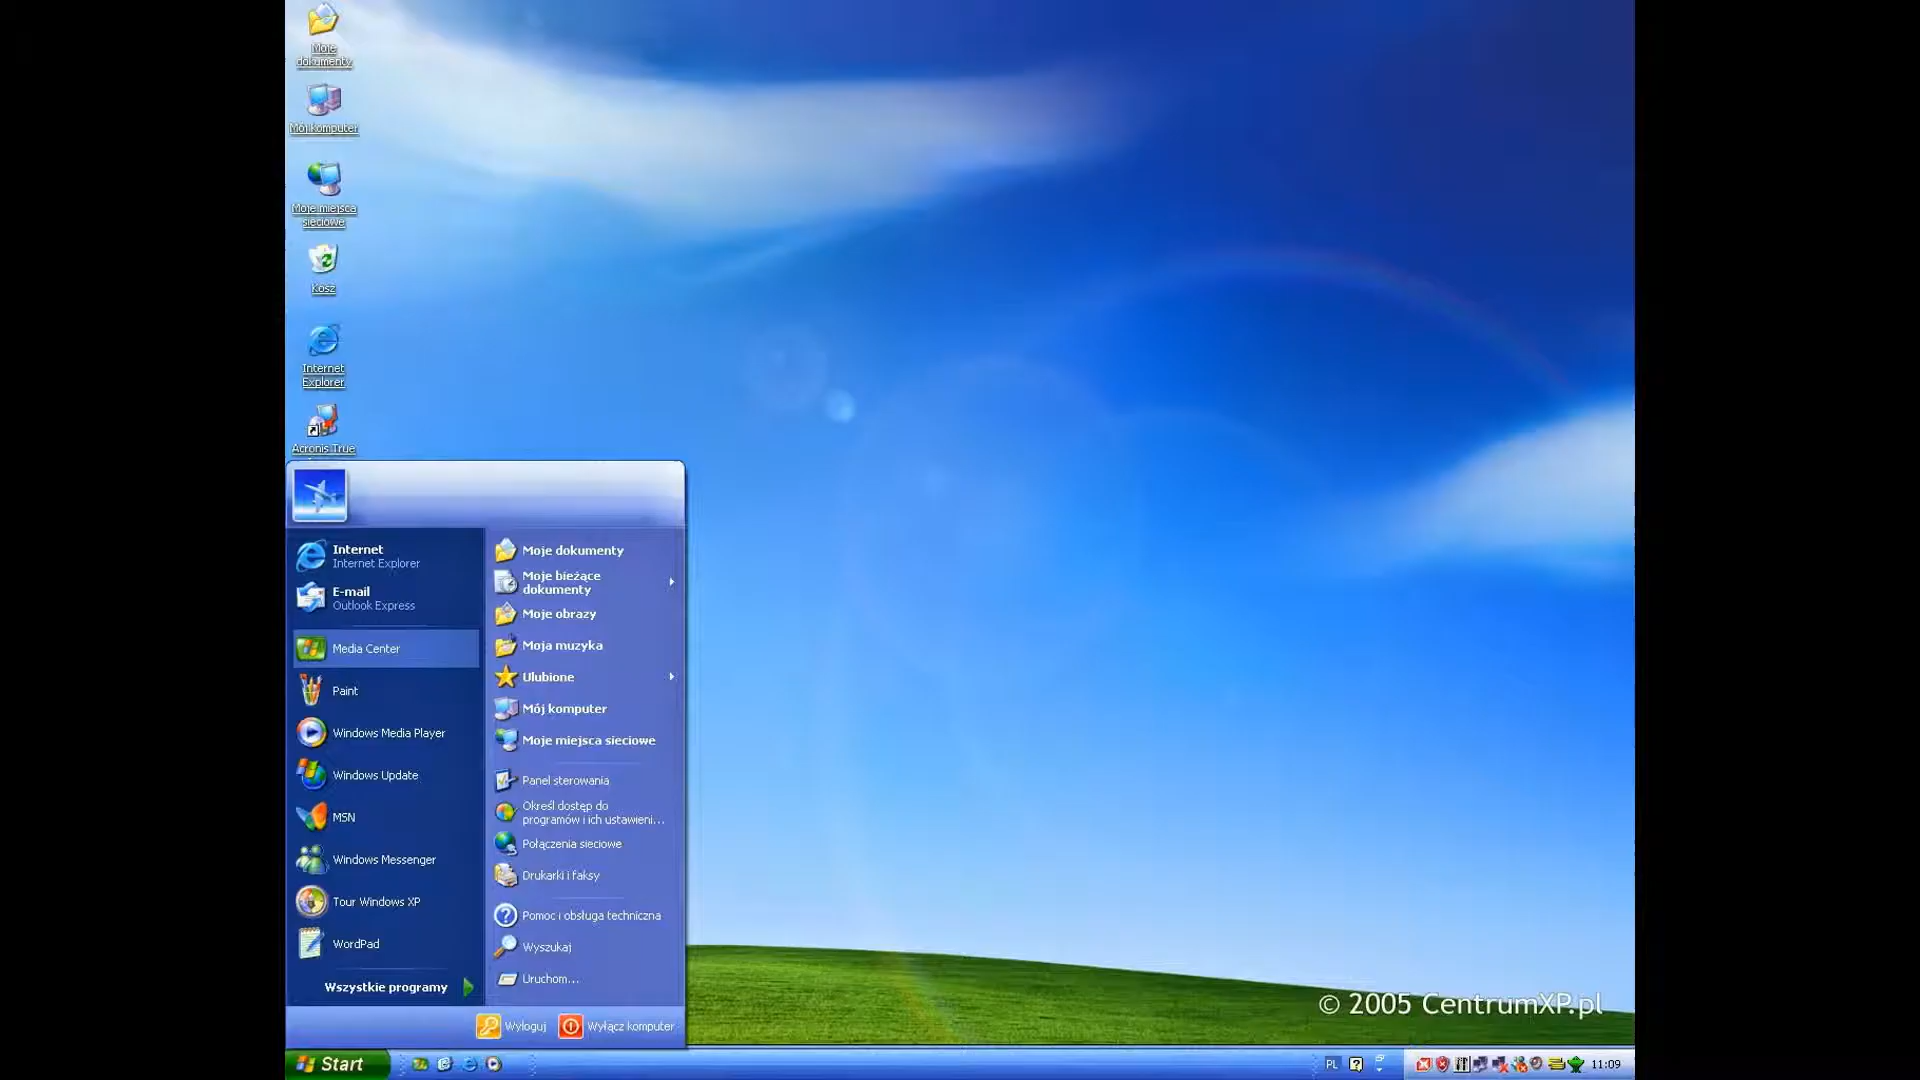 Moje
dokumenty
Mój komputer
Moje miejsca
sieciowe
Kosz
Internet
Explorer
Acronis True
Internet
Internet Explorer
E-mail
Outlook Express
Media Center
Paint
Windows Media Player
Windows Update
MSN
Windows Messenger
Tour Windows XP
WordPad
Wszystkie programy
Moje dokumenty
Moje bieżące
dokumenty
Moje obrazy
Moja muzyka
Ulubione
Mój komputer
Moje miejsca sieciowe
Panel sterowania
Określ dostęp do
programów i ich ustawieni...
Połączenia sieciowe
Drukarki i faksy
Pomoc i obsługa techniczna
Wyszukaj
Uruchom...
Wyloguj
Wyłącz komputer
© 2005 CentrumXP.pl
Start
PL
11:09